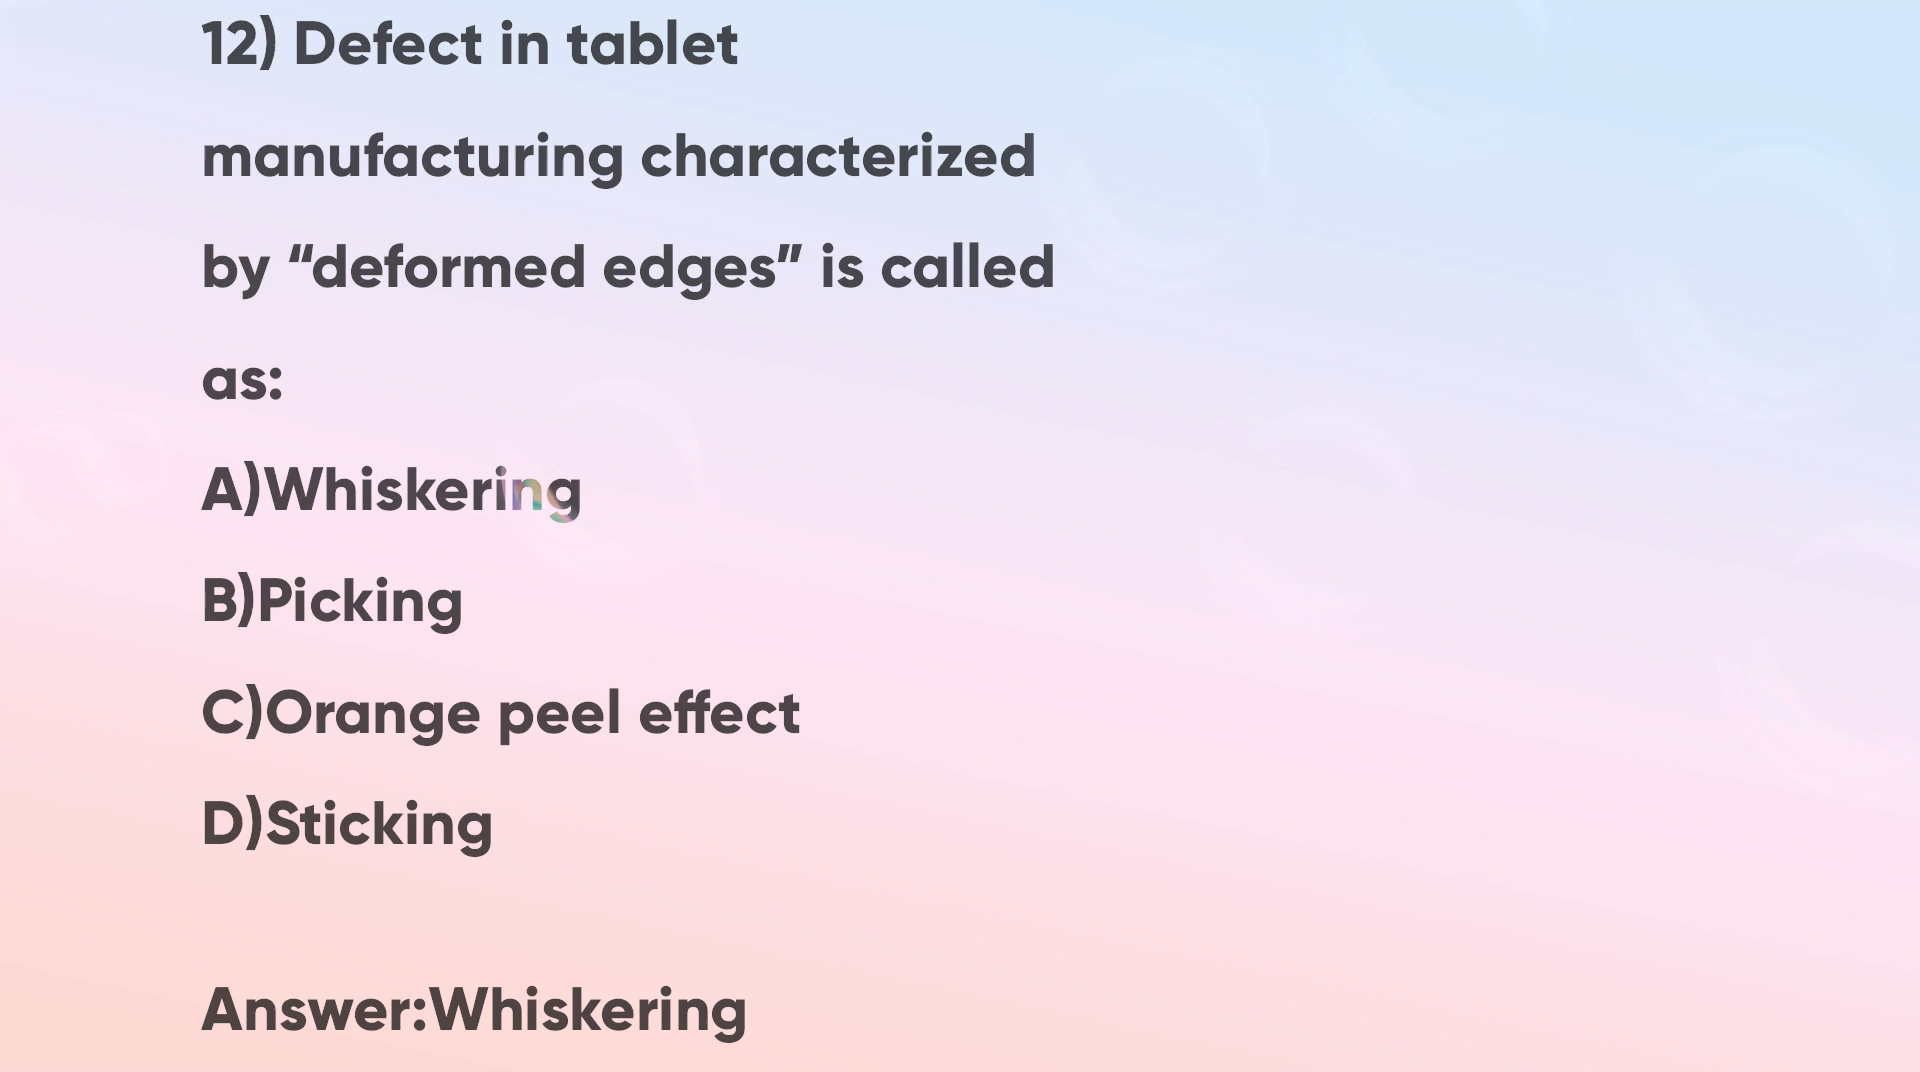 12) Defect in tablet
manufacturing characterized
by “deformed edges” is called
as:
A)Whiskering
B)Picking
C)Orange peel effect
D)Sticking
Answer:Whiskering